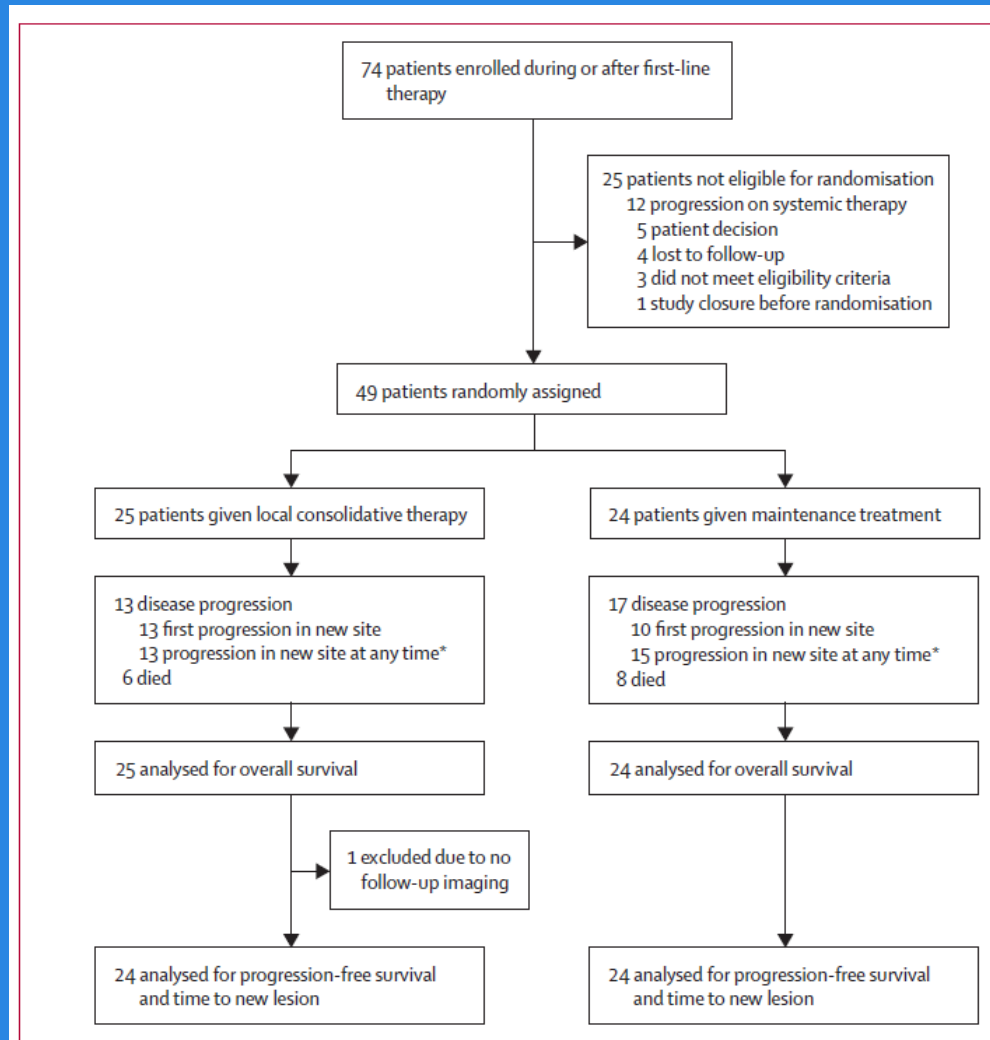 74 patients enrolled during or after first-line
therapy
25 patients not eligible for randomisation
12 progression on systemic therapy
5 patient decision
4 lost to follow-up
3 did not meet eligibility criteria
1 study closure before randomisation
49 patients randomly assigned
25 patients given local consolidative therapy
24 patients given maintenance treatment
13 disease progression
13 first progression in new site
13 progression in new site at any time*
6 died
17 disease progression
10 first progression in new site
15 progression in new site at any time*
8 died
25 analysed for overall survival
24 analysed for overall survival
1 excluded due to no
follow-up imaging
24 analysed for progression-free survival
and time to new lesion
24 analysed for progression-free survival
and time to new lesion